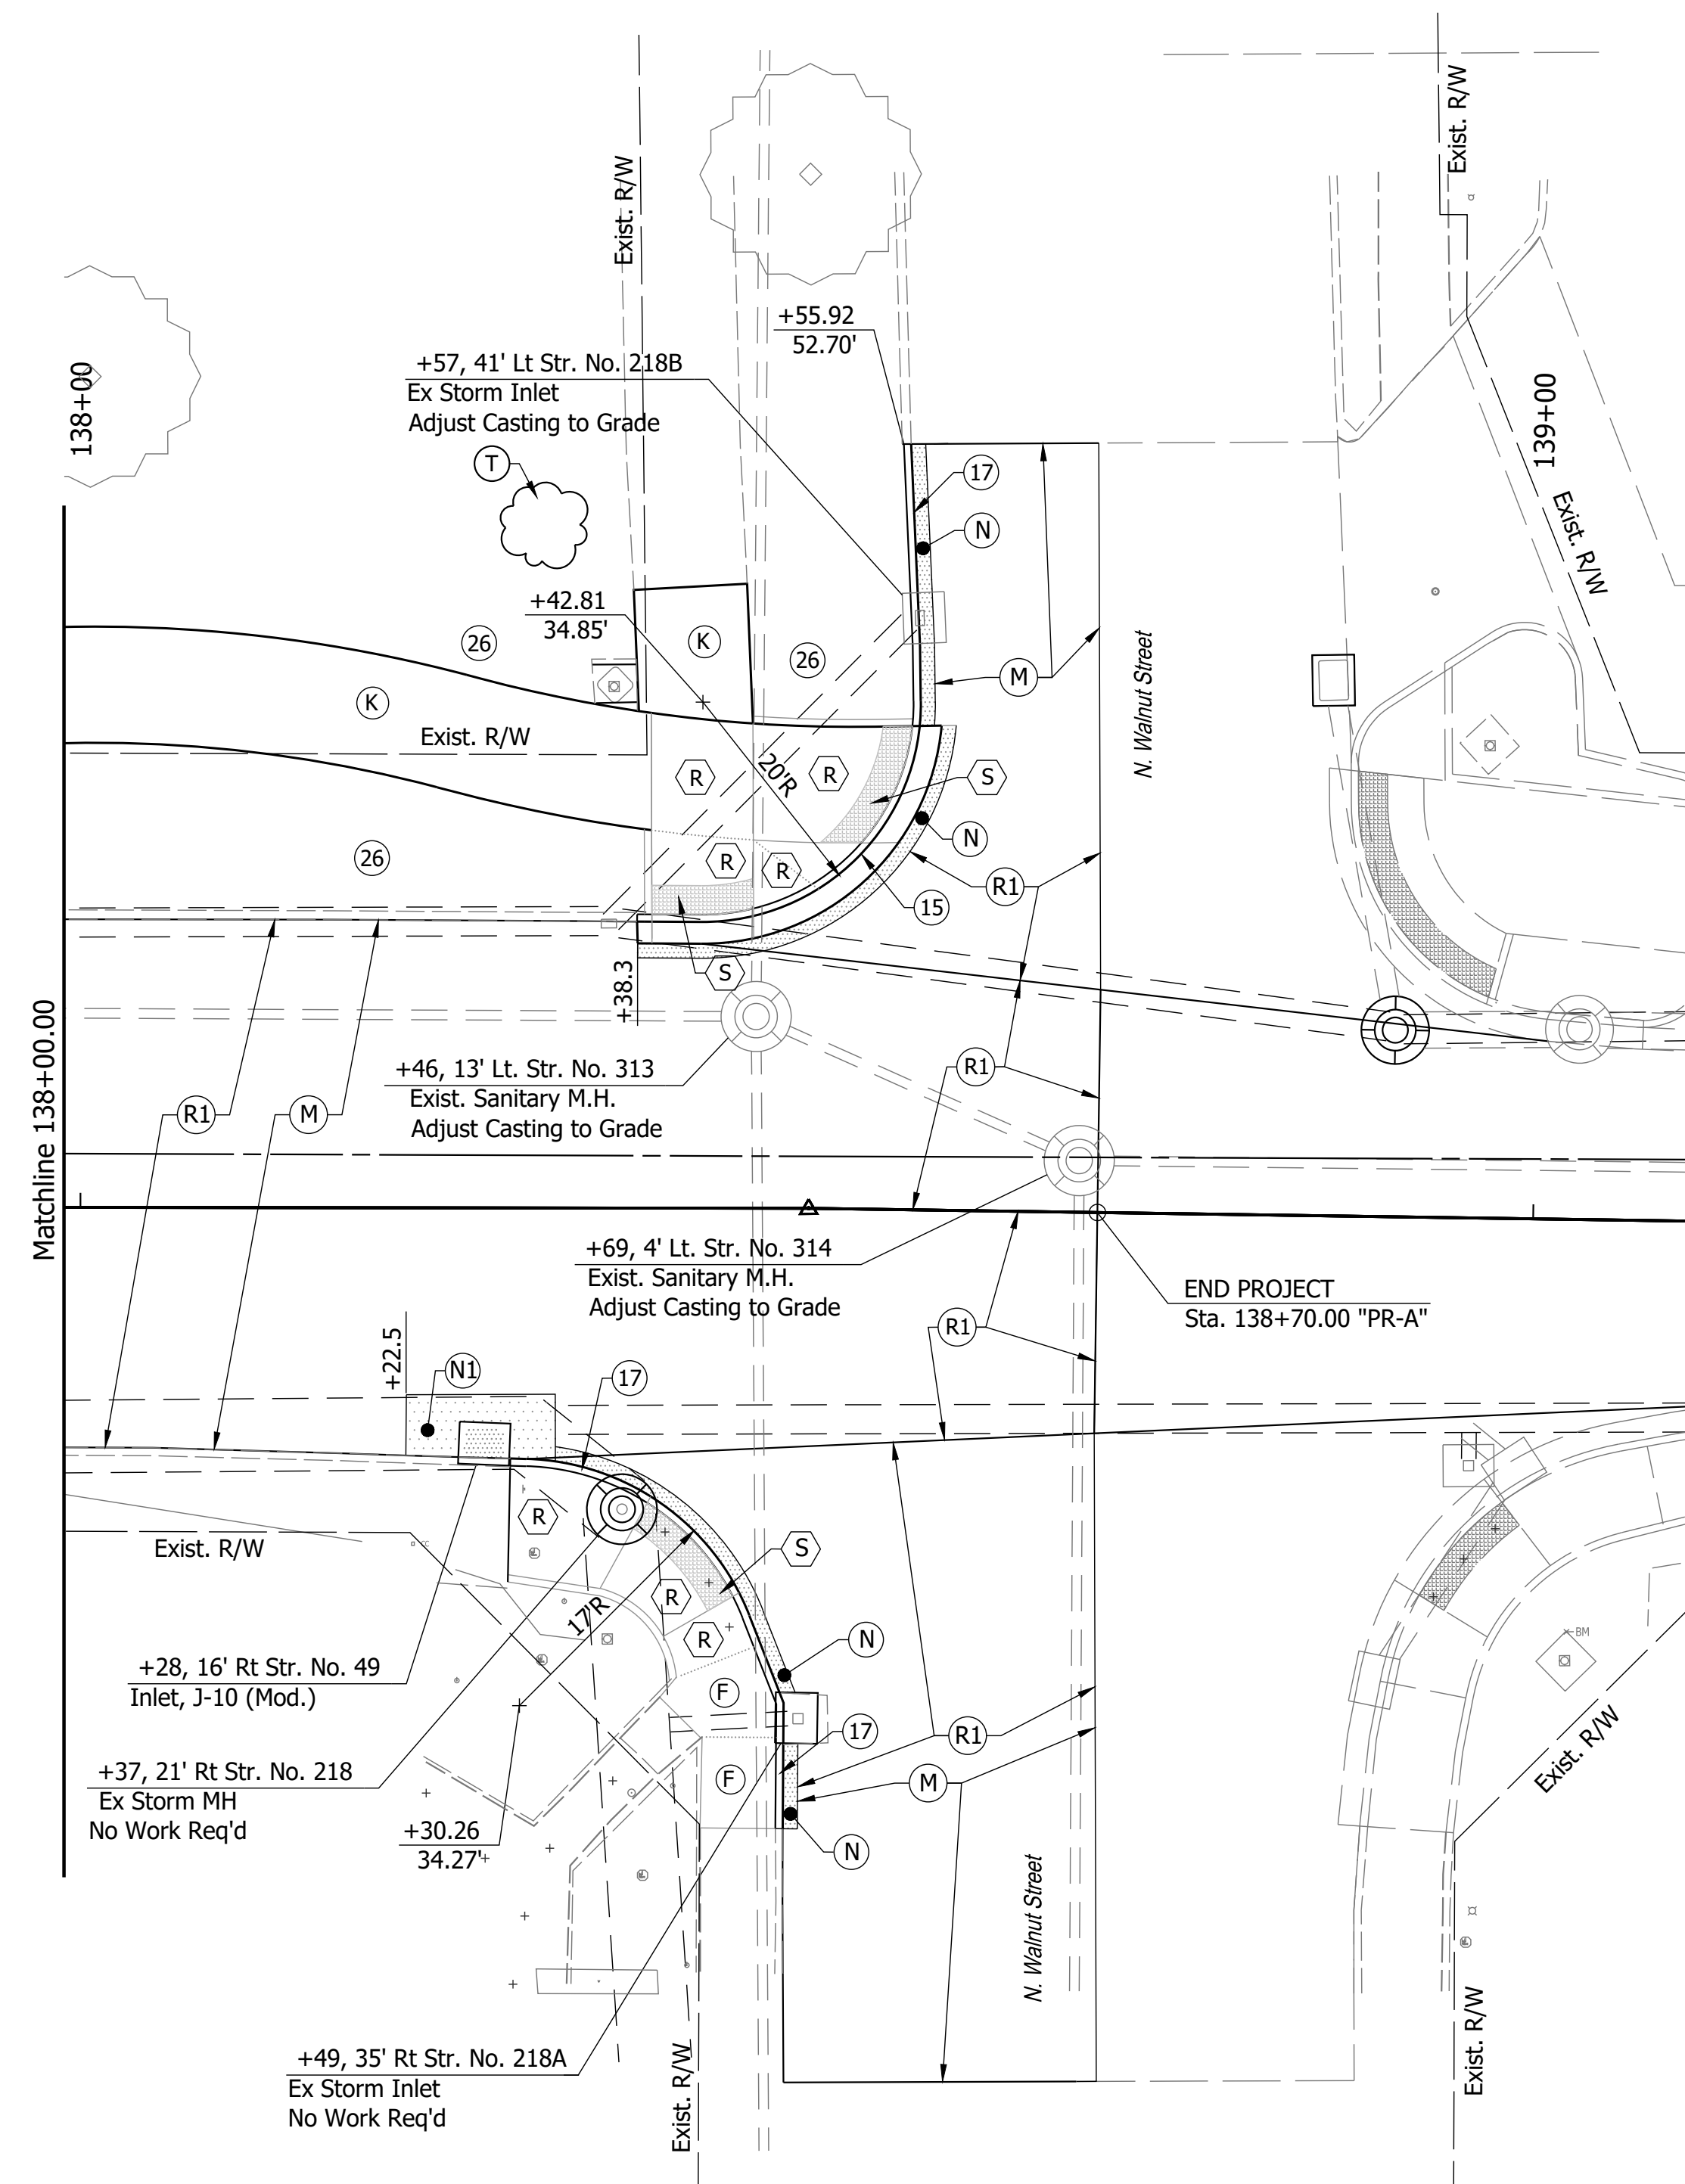 Exist. R/W
Exist. R/W
138+00
+55.92
52.70'
+57, 41' Lt Str. No. 218B
Ex Storm Inlet
Adjust Casting to Grade
139+00
T
17
N
Exist. R/W
+42.81
34.85'
26
K
26
K
M
N. Walnut Street
Exist. R/W
R
20'R
R
S
N
26
R
R
R1
15
S
+38.3
Matchline 138+00.00
+46, 13' Lt. Str. No. 313
Exist. Sanitary M.H.
Adjust Casting to Grade
R1
R1
M
+69, 4' Lt. Str. No. 314
Exist. Sanitary M.H.
Adjust Casting to Grade
END PROJECT
Sta. 138+70.00 "PR-A"
R1
+22.5
N1
17
Exist. R/W
R
S
R
17'R
R
N
BM
+28, 16' Rt Str. No. 49
Inlet, J-10 (Mod.)
F
17
R1
Exist. R/W
+37, 21' Rt Str. No. 218
Ex Storm MH
No Work Req'd
F
M
+30.26
34.27'
N
N. Walnut Street
+49, 35' Rt Str. No. 218A
Ex Storm Inlet
No Work Req'd
Exist. R/W
Exist. R/W